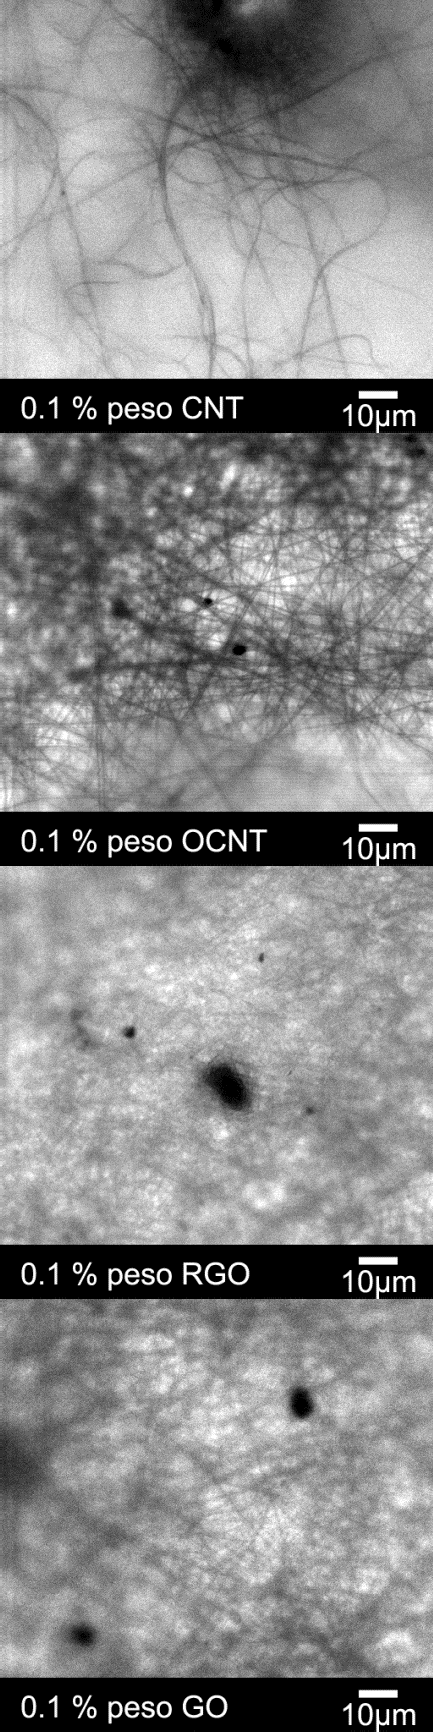 0.1 % peso CNT
10µm
0.1 % peso OCNT
10µm
0.1 % peso RGO
10µm
0.1 % peso GO
10µm